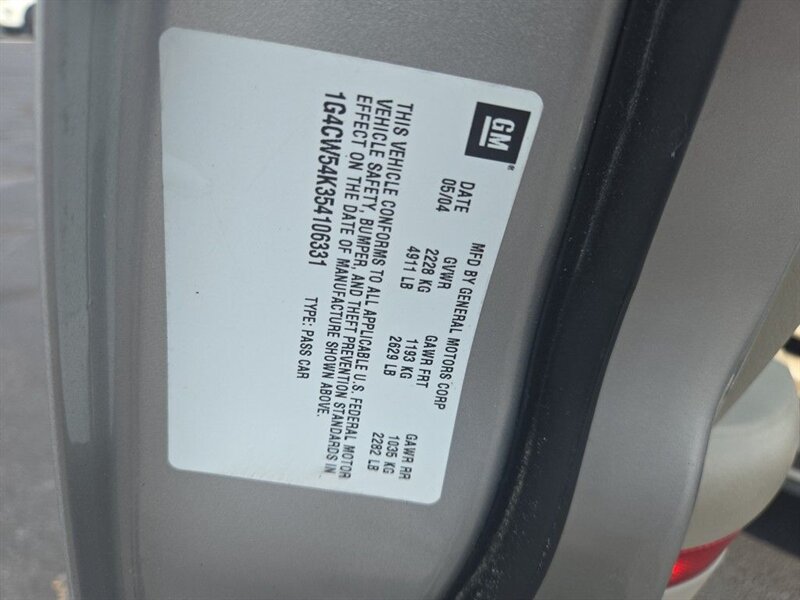 GM®
MFD BY GENERAL MOTORS CORP
DATE GVWR GAWR FRT GAWR RR
05/04 2228 KG 1193 KG 1035 KG
4911 LB 2629 LB 2282 LB
THIS VEHICLE CONFORMS TO ALL APPLICABLE U.S. FEDERAL MOTOR
VEHICLE SAFETY, BUMPER, AND THEFT PREVENTION STANDARDS IN
EFFECT ON THE DATE OF MANUFACTURE SHOWN ABOVE.
1G4CW54K354106331 TYPE: PASS CAR